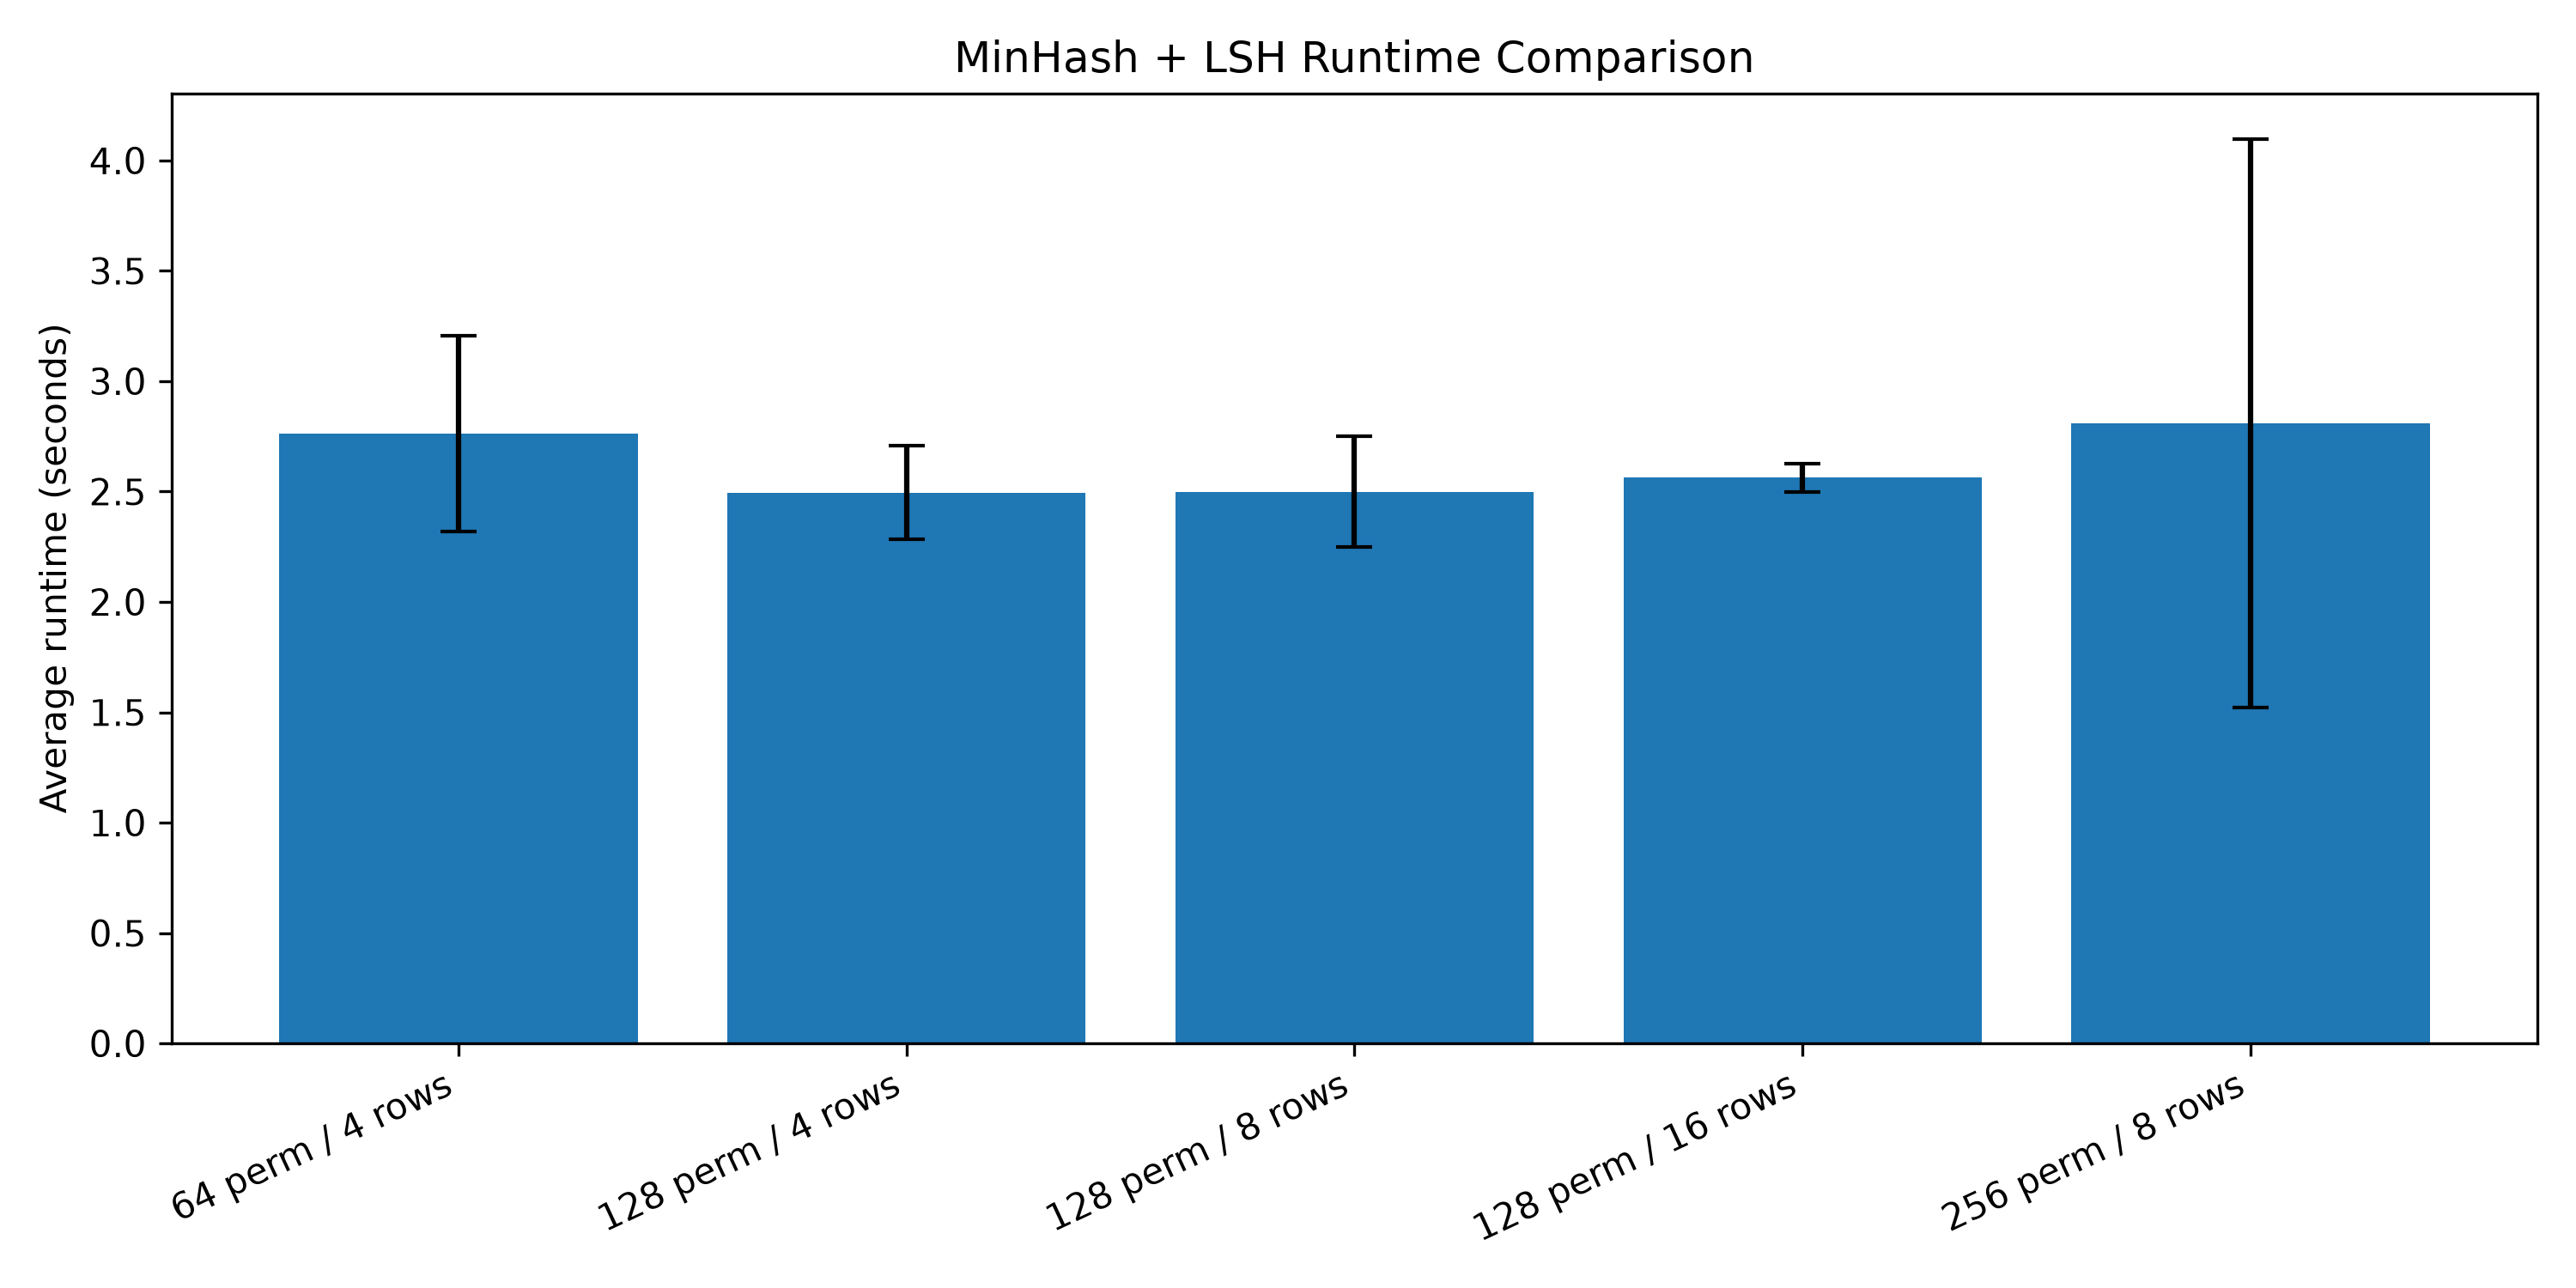 MinHash + LSH Runtime Comparison
Average runtime (seconds)
4.0
3.5
3.0
2.5
2.0
1.5
1.0
0.5
0.0
64 perm / 4 rows
128 perm / 4 rows
128 perm / 8 rows
128 perm / 16 rows
256 perm / 8 rows